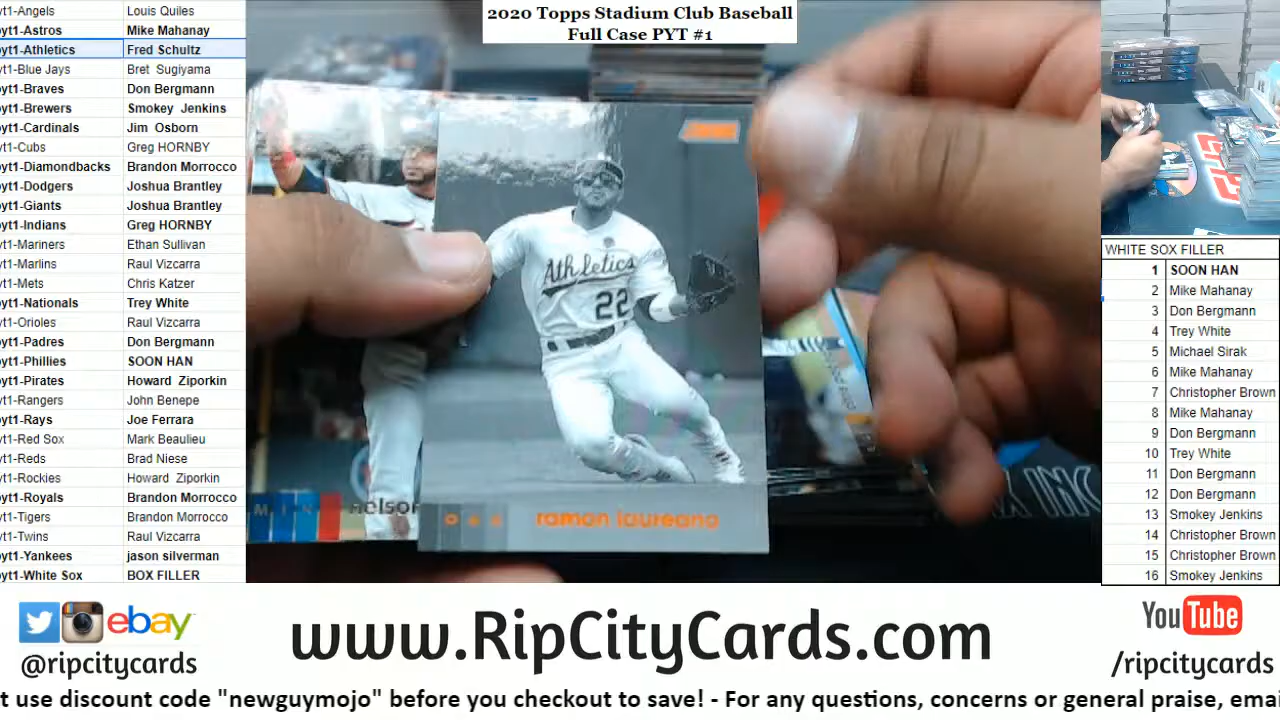 2020 Topps Stadium Club Baseball
Full Case PYT #1
yt1-Angels Louis Quiles
yt1-Astros Mike Mahanay
yt1-Athletics Fred Schultz
yt1-Blue Jays Bret Sugiyama
yt1-Braves Don Bergmann
yt1-Brewers Smokey Jenkins
yt1-Cardinals Jim Osborn
yt1-Cubs Greg HORNBY
yt1-Diamondbacks Brandon Morrocco
yt1-Dodgers Joshua Brantley
yt1-Giants Joshua Brantley
yt1-Indians Greg HORNBY
yt1-Mariners Ethan Sullivan
yt1-Marlins Raul Vizcarra
yt1-Mets Chris Katzer
yt1-Nationals Trey White
yt1-Orioles Raul Vizcarra
yt1-Padres Don Bergmann
yt1-Phillies SOON HAN
yt1-Pirates Howard Ziporkin
yt1-Rangers John Benepe
yt1-Rays Joe Ferrara
yt1-Red Sox Mark Beaulieu
yt1-Reds Brad Niese
yt1-Rockies Howard Ziporkin
yt1-Royals Brandon Morrocco
yt1-Tigers Brandon Morrocco
yt1-Twins Raul Vizcarra
yt1-Yankees jason silverman
yt1-White Sox BOX FILLER
Athletics
22
nelson
ramon laureano
WHITE SOX FILLER
1 SOON HAN
2 Mike Mahanay
3 Don Bergmann
4 Trey White
5 Michael Sirak
6 Mike Mahanay
7 Christopher Brown
8 Mike Mahanay
9 Don Bergmann
10 Trey White
11 Don Bergmann
12 Don Bergmann
13 Smokey Jenkins
14 Christopher Brown
15 Christopher Brown
16 Smokey Jenkins
ebay
@ripcitycards
www.RipCityCards.com
YouTube
/ripcitycards
t use discount code "newguymojo" before you checkout to save! - For any questions, concerns or general praise, emai